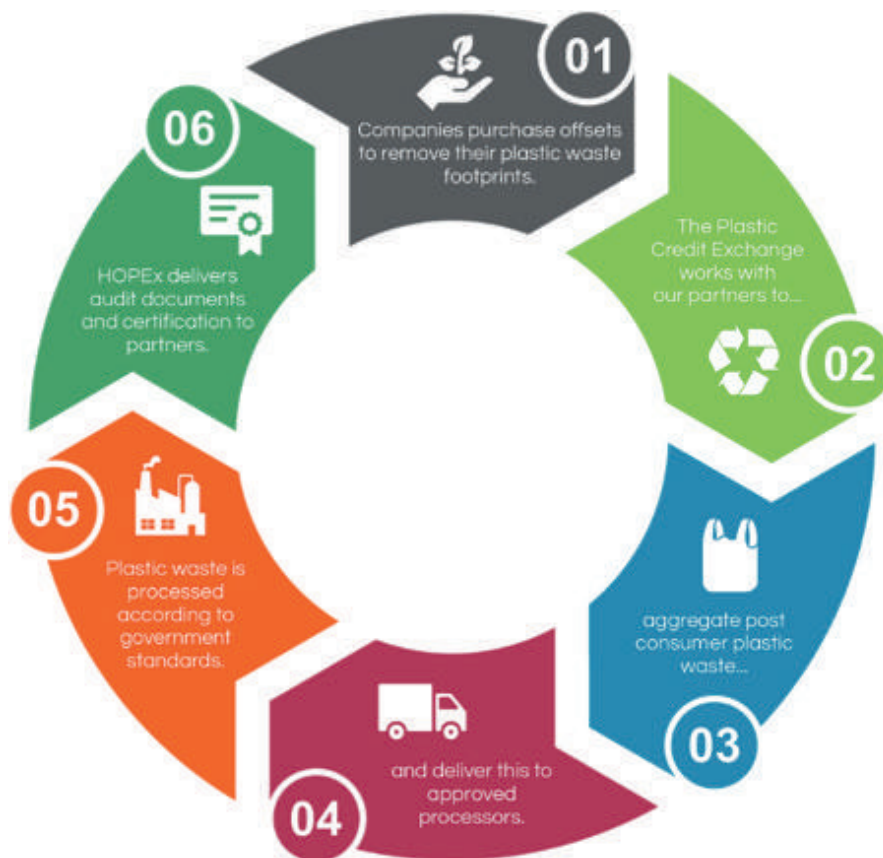 01
Companies purchase offsets
to remove their plastic waste
footprints.
The Plastic
Credit Exchange
works with
our partners to...
02
aggregate post
consumer plastic
waste...
03
and deliver this to
approved
processors.
04
05
Plastic waste is
processed
according to
government
standards.
06
HOPEx delivers
audit documents
and certification to
partners.